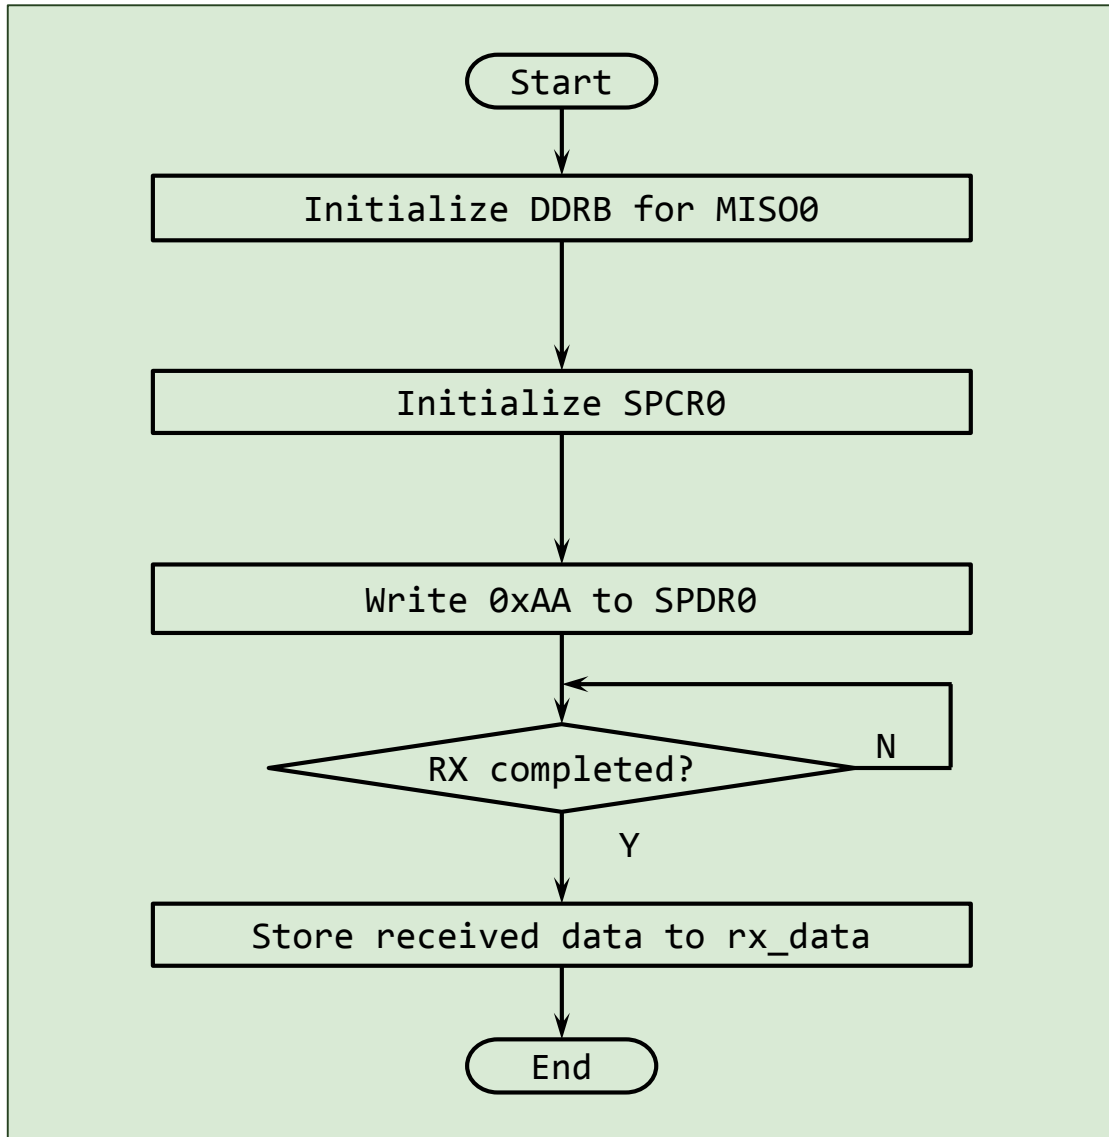 Start
Initialize DDRB for MISO0
Initialize SPCR0
Write 0xAA to SPDR0
RX completed?
N
Y
Store received data to rx_data
End